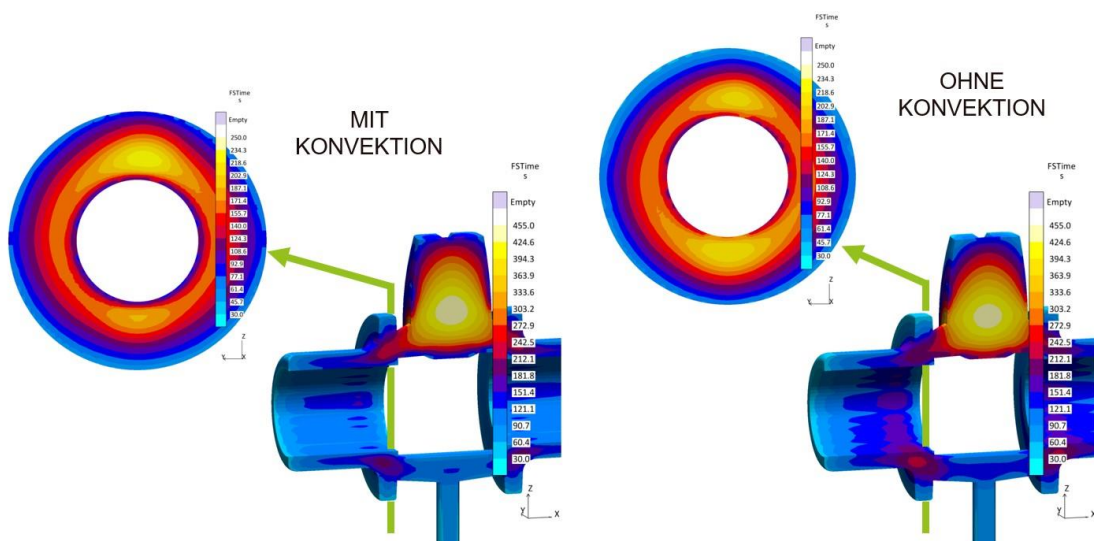 FSTime
s
Empty
250.0
234.3
218.6
202.9
187.1
171.4
155.7
140.0
124.3
108.6
92.9
77.1
61.4
45.7
30.0
Z
Y X
MIT
KONVEKTION
FSTime
s
Empty
455.0
424.6
394.3
363.9
333.6
303.2
272.9
242.5
212.1
181.8
151.4
121.1
90.7
60.4
30.0
Z
y X
FSTime
s
Empty
250.0
234.3
218.6
202.9
187.1
171.4
155.7
140.0
124.3
108.6
92.9
77.1
61.4
45.7
30.0
Z
Y X
OHNE
KONVEKTION
FSTime
s
Empty
455.0
424.6
394.3
363.9
333.6
303.2
272.9
242.5
212.1
181.8
151.4
121.1
90.7
60.4
30.0
Z
y X